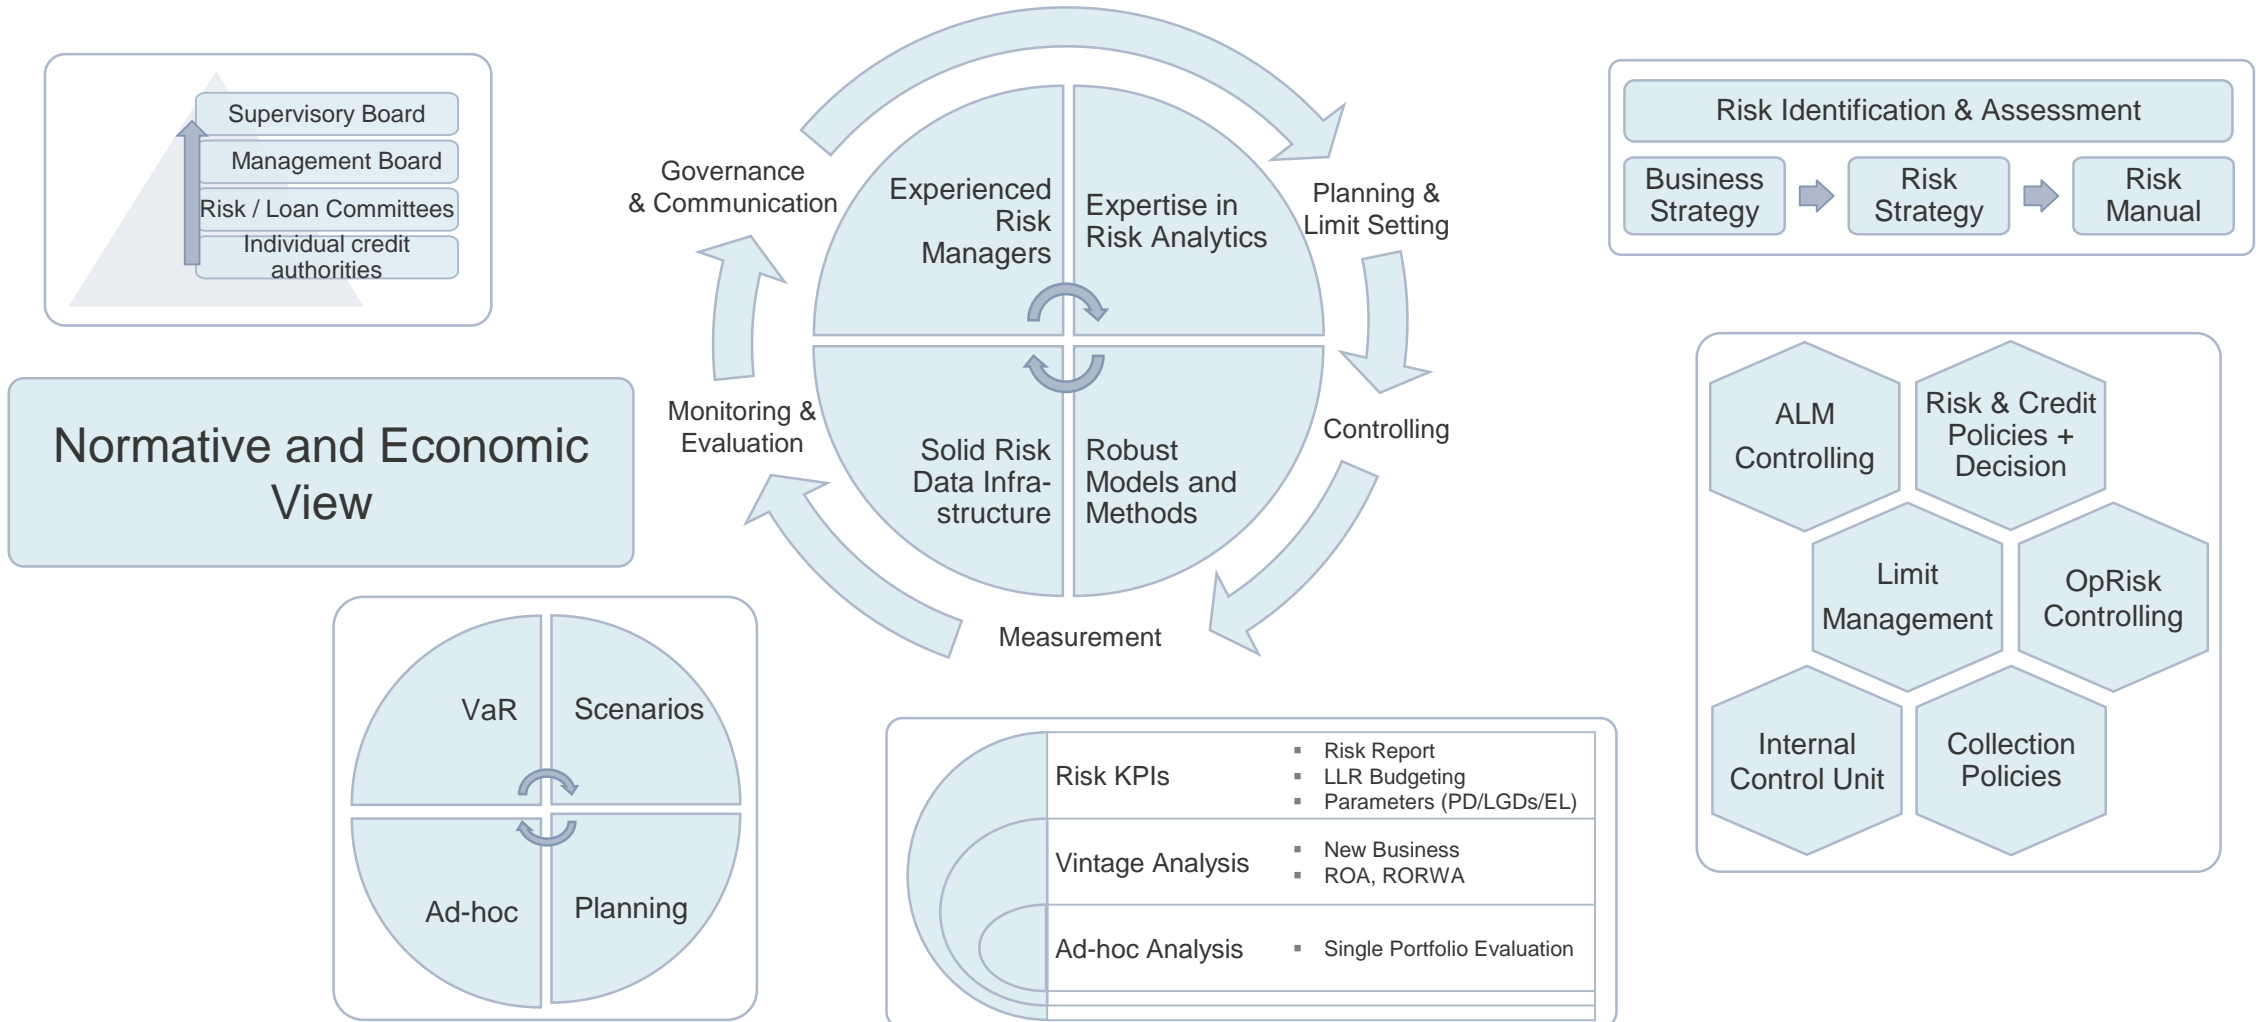 Supervisory Board
Management Board
Risk / Loan Committees
Individual credit
authorities
Governance
& Communication
Experienced
Risk
Managers
Expertise in
Risk Analytics
Planning &
Limit Setting
Risk Identification & Assessment
Business
Strategy
Risk
Strategy
Risk
Manual
Normative and Economic
View
Monitoring &
Evaluation
Solid Risk
Data Infra-
structure
Robust
Models and
Methods
Controlling
Measurement
ALM
Controlling
Risk & Credit
Policies +
Decision
Limit
Management
OpRisk
Controlling
Internal
Control Unit
Collection
Policies
VaR
Scenarios
Ad-hoc
Planning
Risk KPIs
▪ Risk Report
▪ LLR Budgeting
▪ Parameters (PD/LGDs/EL)
Vintage Analysis
▪ New Business
▪ ROA, RORWA
Ad-hoc Analysis
▪ Single Portfolio Evaluation